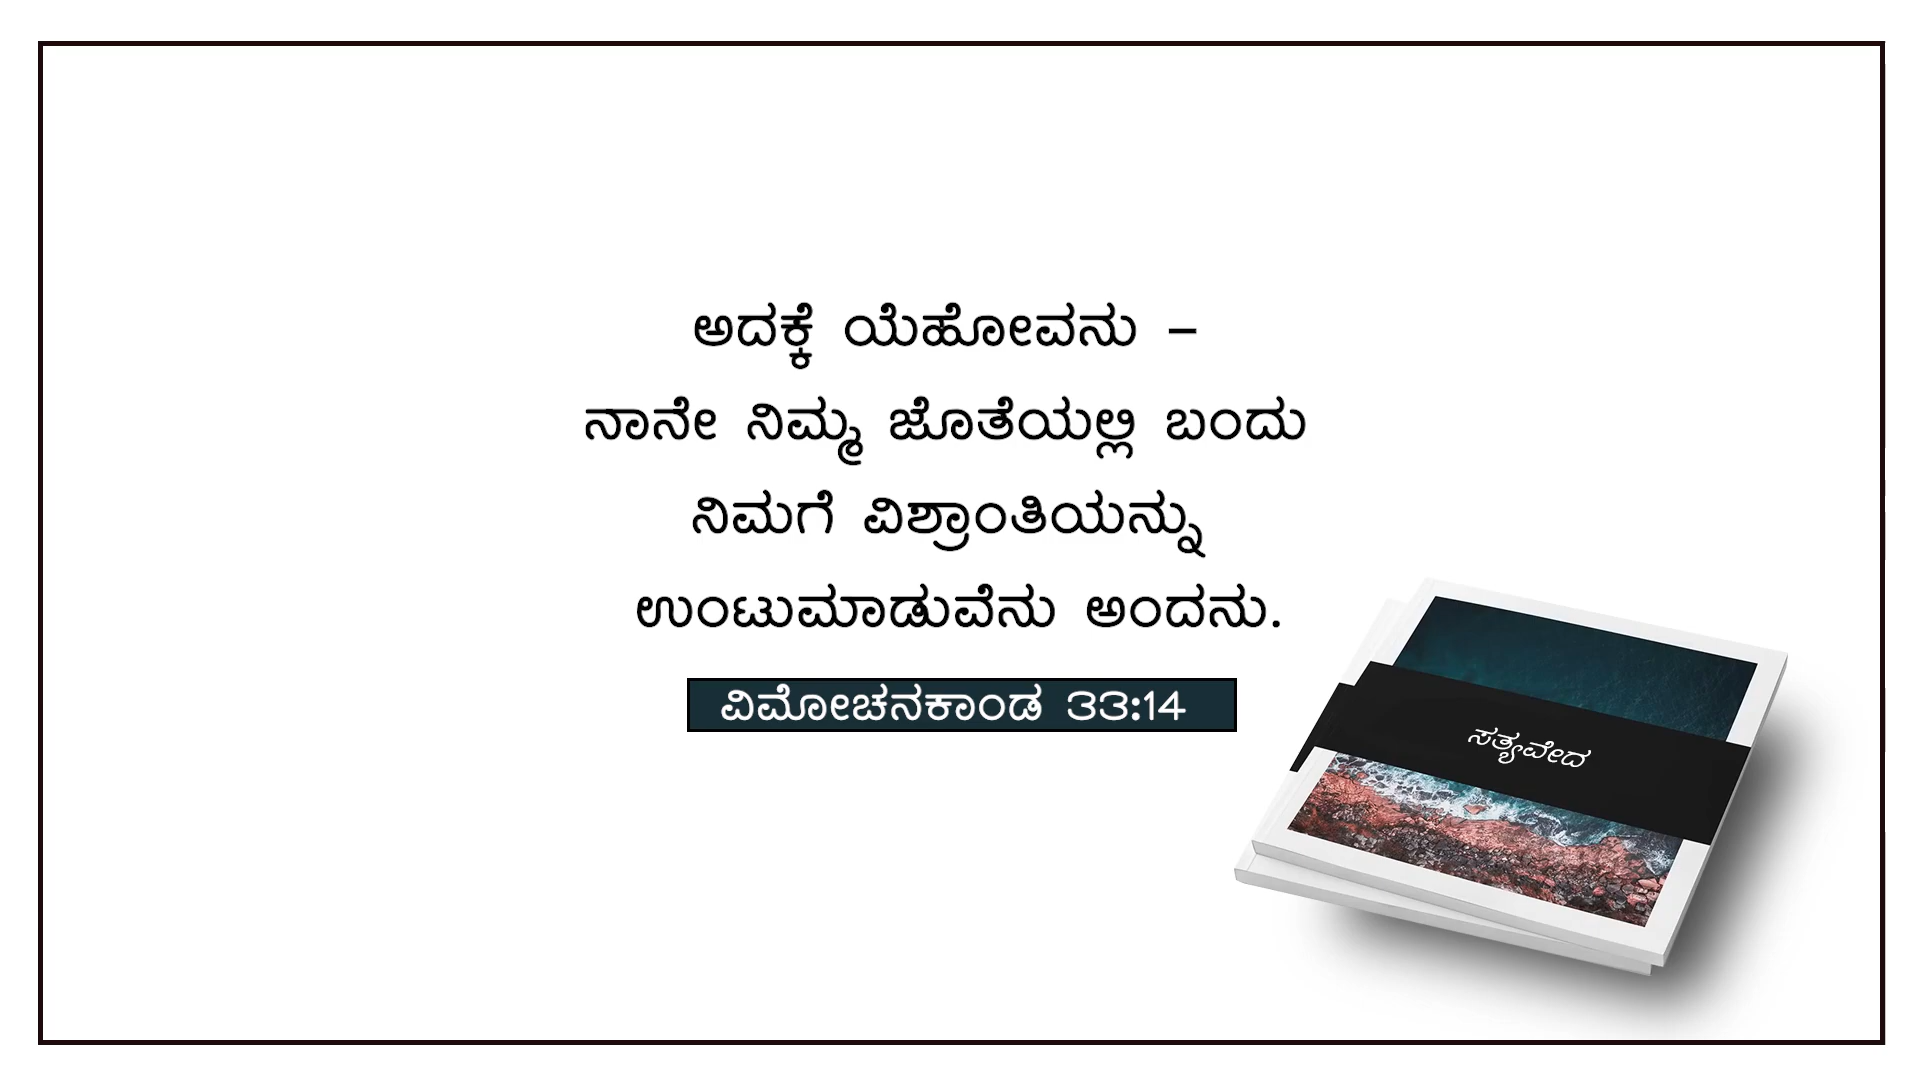 ಅದಕ್ಕೆ ಯೆಹೋವನು –
ನಾನೇ ನಿಮ್ಮ ಜೊತೆಯಲ್ಲಿ ಬಂದು
ನಿಮಗೆ ವಿಶ್ರಾಂತಿಯನ್ನು
ಉಂಟುಮಾಡುವೆನು ಅಂದನು.
ವಿಮೋಚನಕಾಂಡ 33:14
ಸತ್ಯವೇದ